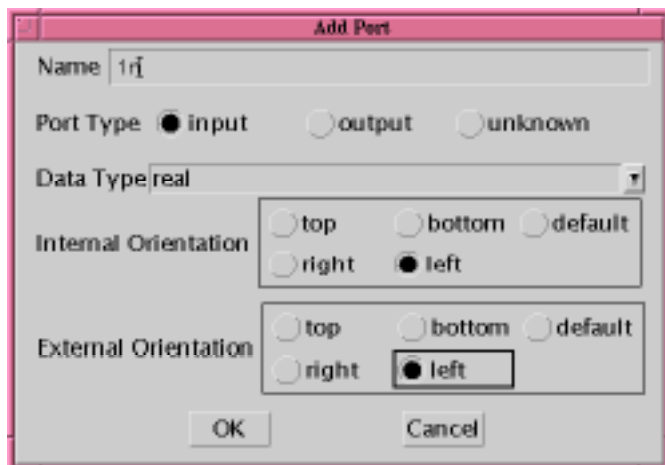 Add Port
Name
Port Type input output unknown
Data Type real
Internal Orientation
top bottom default
right left
External Orientation
top bottom default
right left
OK Cancel